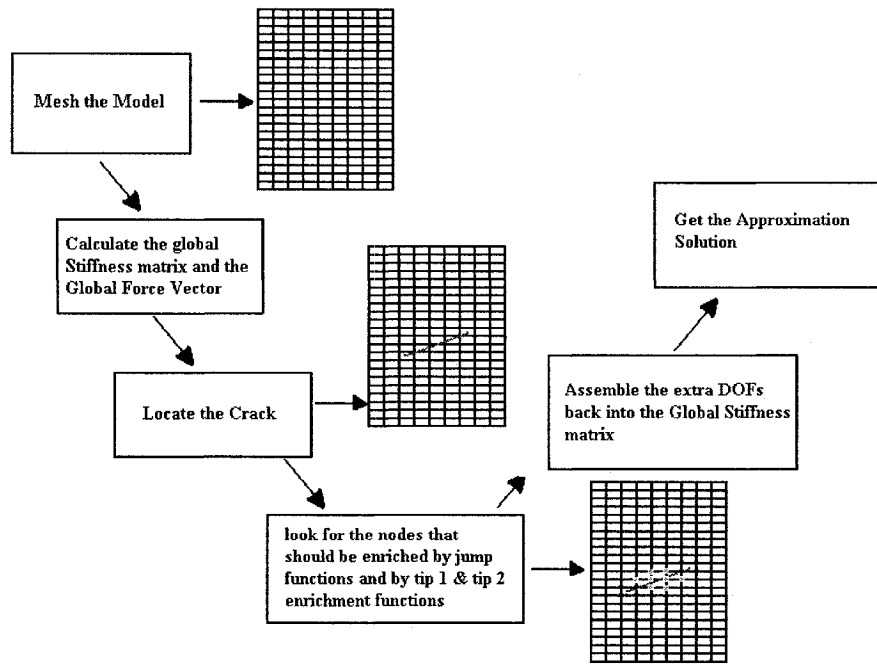 Mesh the Model
Calculate the global
Stiffness matrix and the
Global Force Vector
Locate the Crack
look for the nodes that
should be enriched by jump
functions and by tip 1 & tip 2
enrichment functions
Assemble the extra DOFs
back into the Global Stiffness
matrix
Get the Approximation
Solution